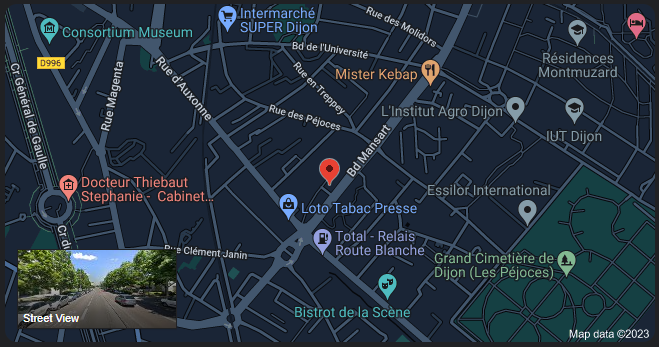 Intermarché
SUPER Dijon
Rue des Molidors
Consortium Museum
Bd de l'Université
Résidences
Montmuzard
D996
Mister Kebap
Rue d'Auxonne
Rue Magenta
Rue en Treppey
Cr Général de Gaulle
Rue des Péjoces
L'Institut Agro Dijon
IUT Dijon
Bd Mansart
Docteur Thiebaut
Stephanie - Cabinet...
Essilor International
Loto Tabac Presse
Cr du
Total - Relais
Route Blanche
Rue Clément Janin
Grand Cimetière de
Dijon (Les Péjoces)
Bistrot de la Scène
Street View
Map data ©2023